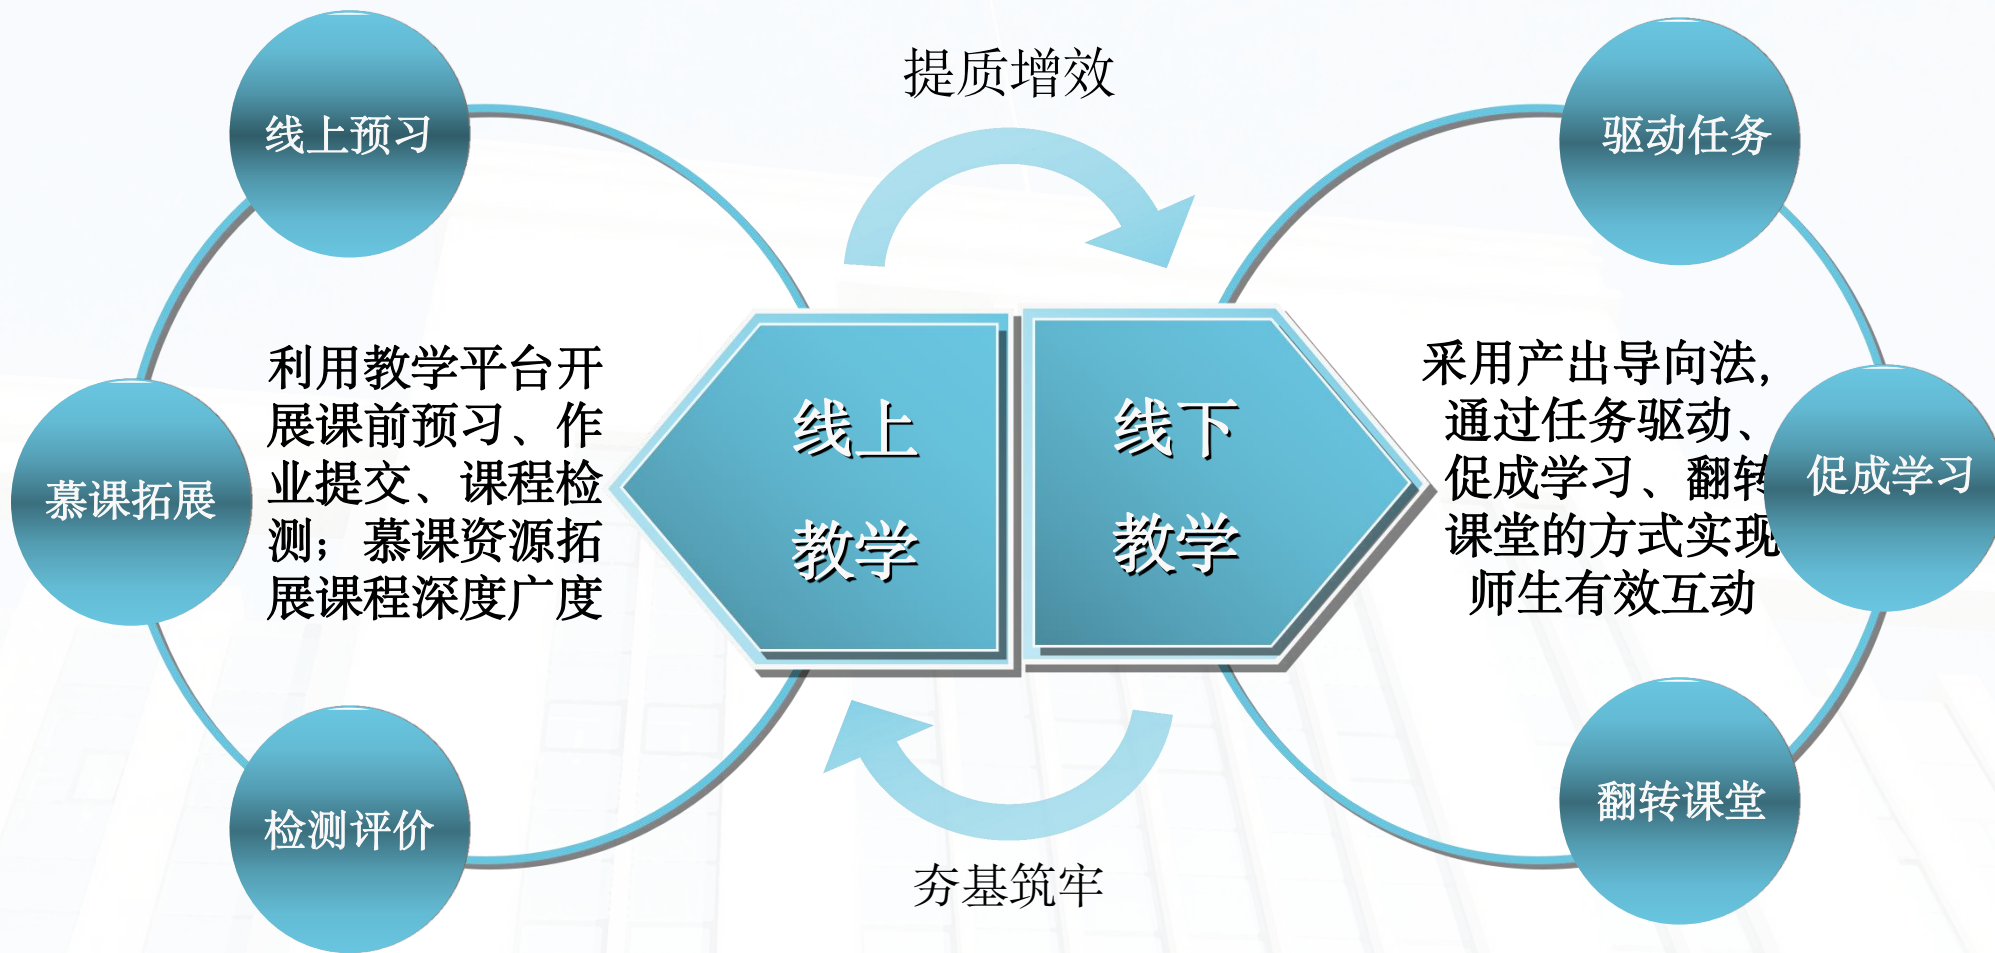 提质增效
线上预习
慕课拓展
检测评价
利用教学平台开
展课前预习、作
业提交、课程检
测；慕课资源拓
展课程深度广度
线上
教学
线下
教学
采用产出导向法,
通过任务驱动、
促成学习、翻转
课堂的方式实现
师生有效互动
驱动任务
促成学习
翻转课堂
夯基筑牢